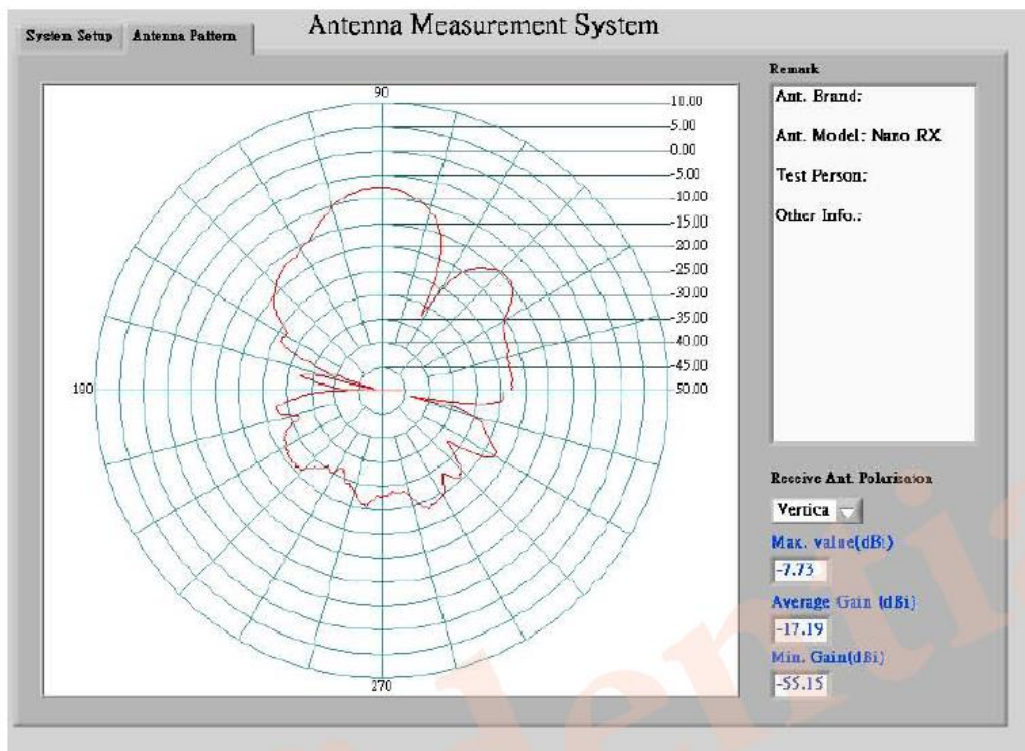 Antenna Measurement System
System Setup
Antenna Pattern
90
10.00
5.00
0.00
-5.00
-10.00
-15.00
-20.00
-25.00
-30.00
-35.00
-40.00
-45.00
-50.00
270
Remark
Ant. Brand:
Ant. Model: Nano RX
Test Person:
Other Info.:
Receive Ant. Polarisaton
Vertica
Max. value(dBi)
-7.73
Average Gain (dBi)
-17.19
Min. Gain(dBi)
-55.15